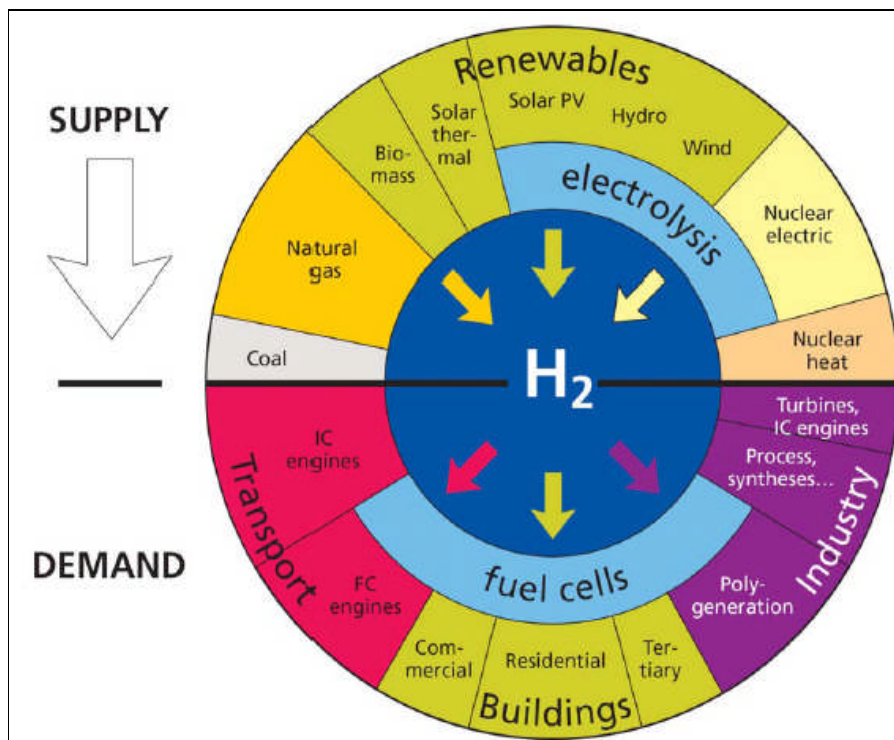 SUPPLY
Renewables
Solar PV
Hydro
Wind
Solar
ther-
mal
Bio-
mass
electrolysis
Nuclear
electric
Natural
gas
Nuclear
heat
Coal
H2
Turbines,
IC engines
IC
engines
Process,
syntheses...
Transport
Industry
DEMAND
fuel cells
FC
engines
Poly-
generation
Com-
mercial
Residential
Ter-
tiary
Buildings